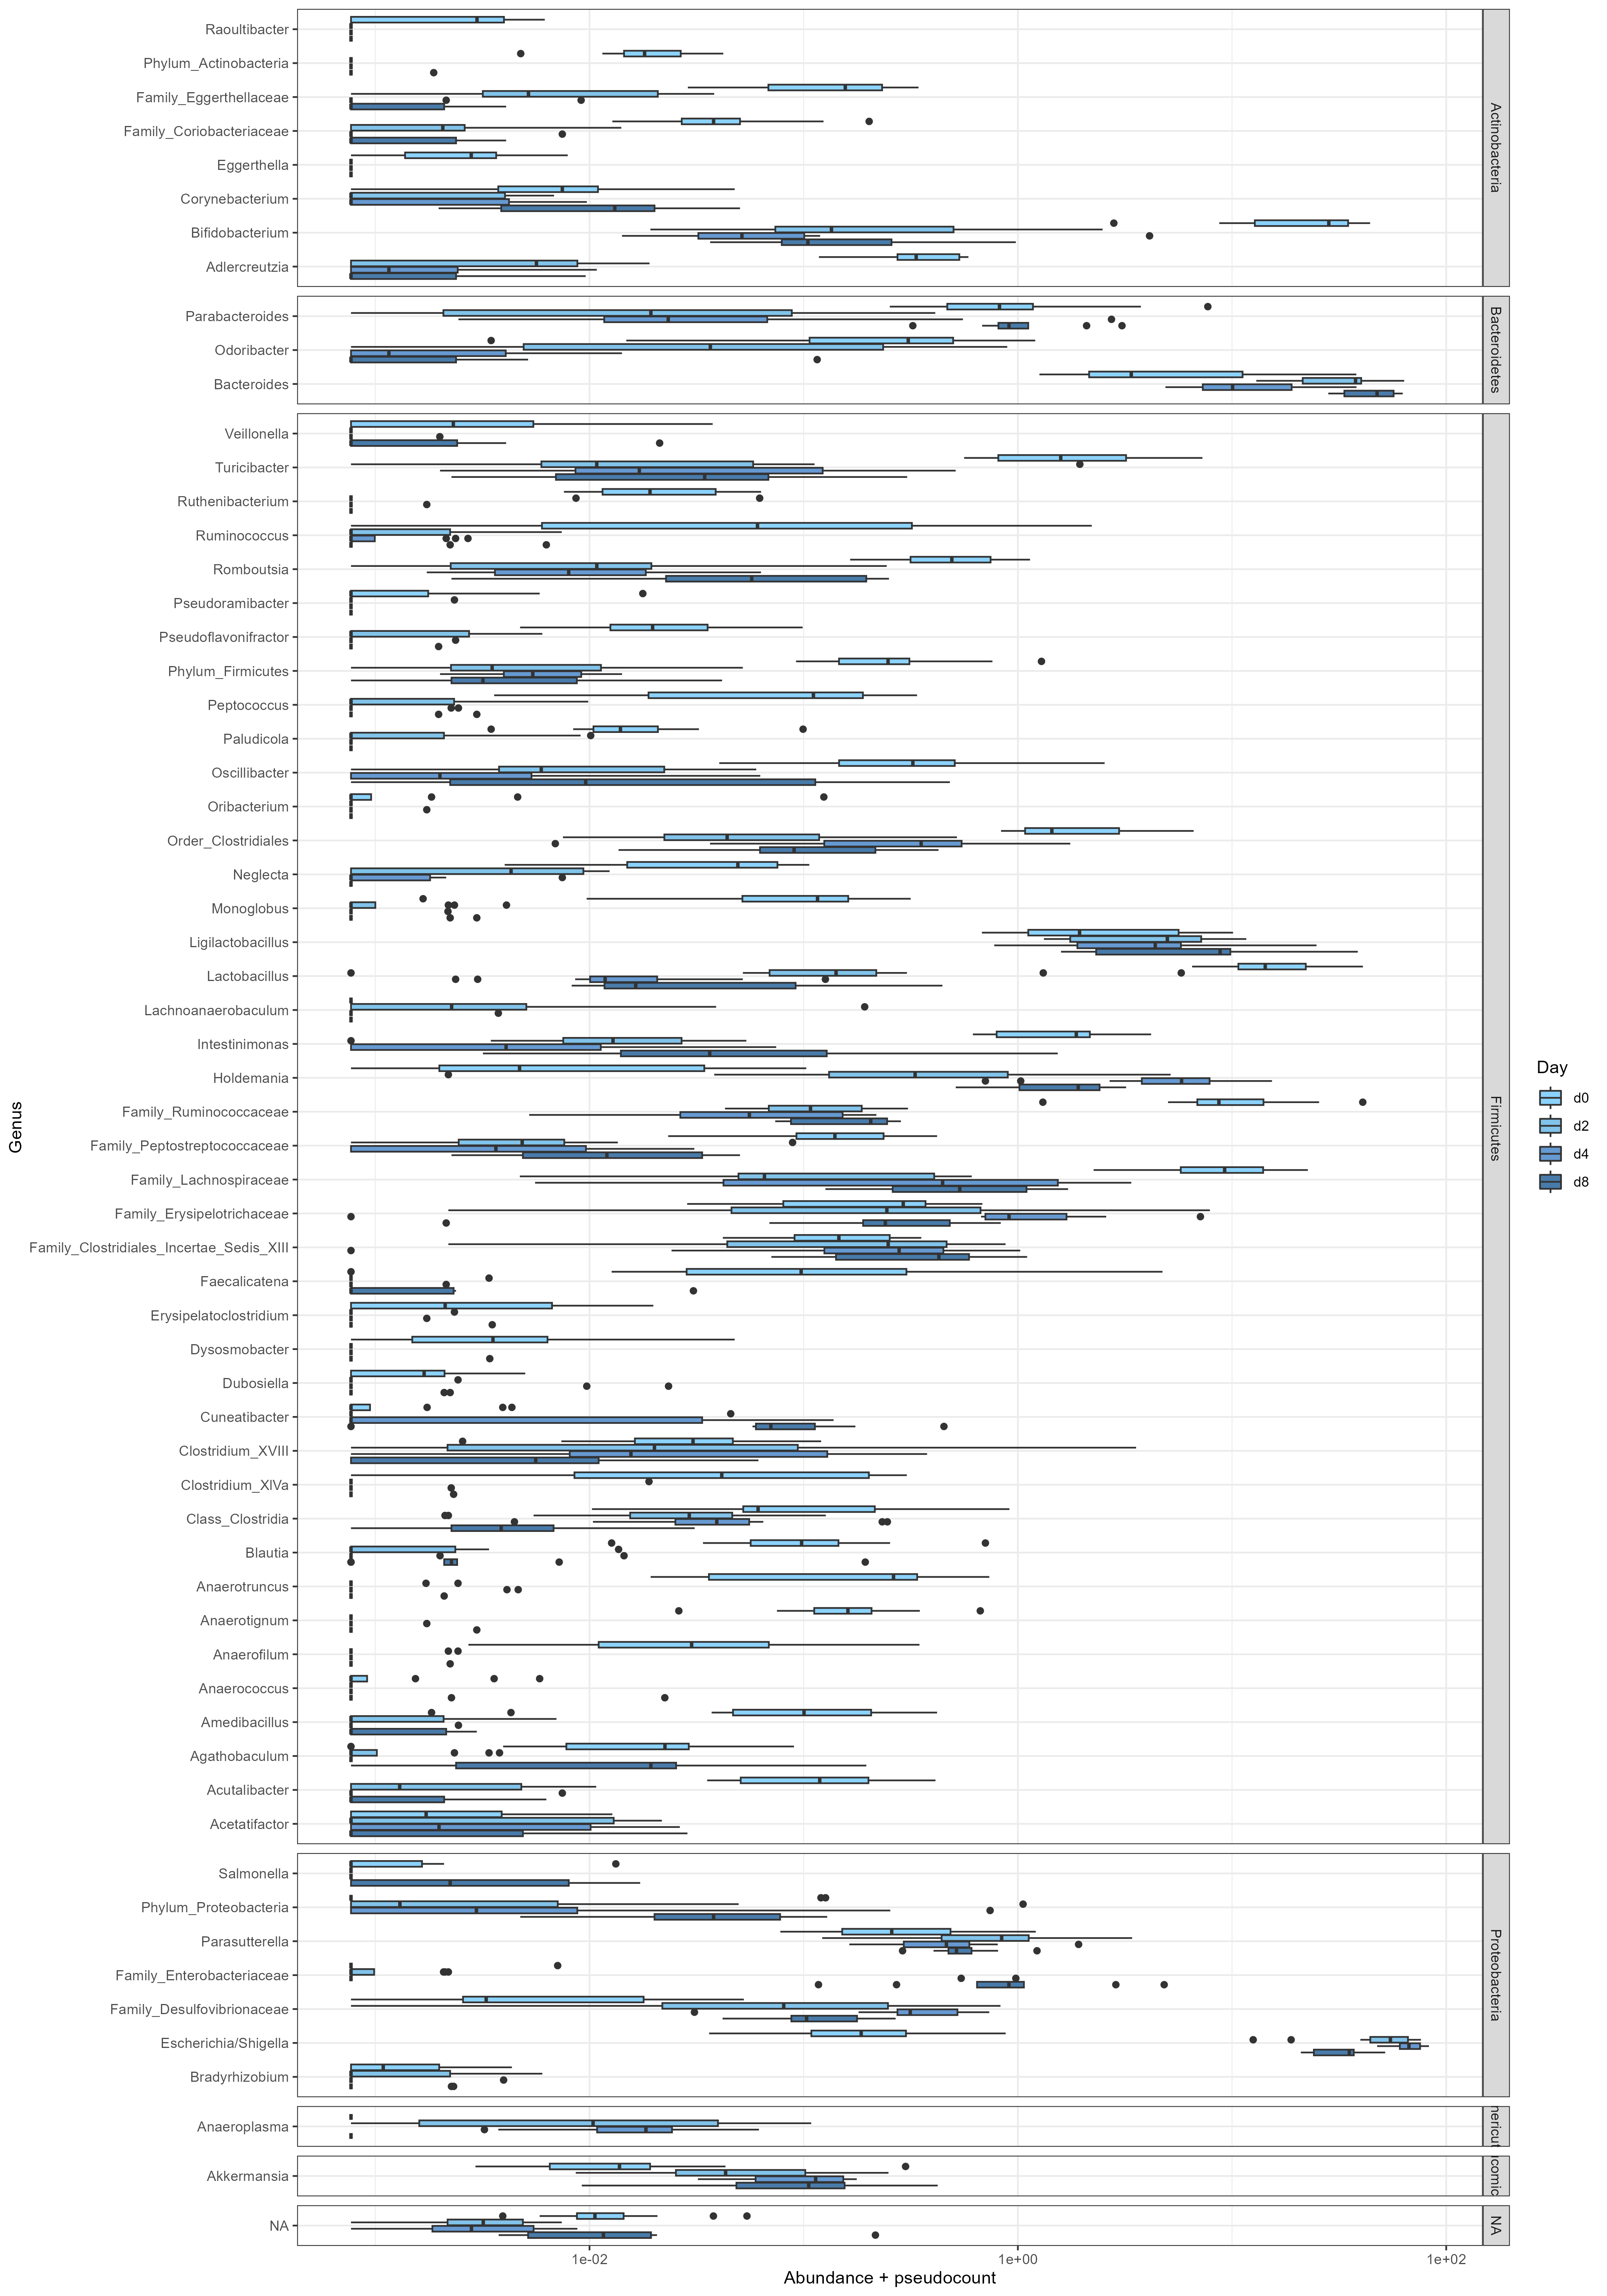 Raoultibacter
Phylum_Actinobacteria
Family_Eggerthellaceae
Family_Coriobacteriaceae
Eggerthella
Corynebacterium
Bifidobacterium
Adlercreutzia
Actinobacteria
Parabacteroides
Odoribacter
Bacteroides
Bacteroidetes
Veillonella
Turicibacter
Ruthenibacterium
Ruminococcus
Romboutsia
Pseudoramibacter
Pseudoflavonifractor
Phylum_Firmicutes
Peptococcus
Paludicola
Oscillibacter
Oribacterium
Order_Clostridiales
Neglecta
Monoglobus
Ligilactobacillus
Lactobacillus
Lachnoanaerobaculum
Intestinimonas
Holdemania
Family_Ruminococcaceae
Family_Peptostreptococcaceae
Family_Lachnospiraceae
Family_Erysipelotrichaceae
Family_Clostridiales_Incertae_Sedis_XIII
Faecalicatena
Erysipelatoclostridium
Dysosmobacter
Dubosiella
Cuneatibacter
Clostridium_XVIII
Clostridium_XlVa
Class_Clostridia
Blautia
Anaerotruncus
Anaerotignum
Anaerofilum
Anaerococcus
Amedibacillus
Agathobaculum
Acutalibacter
Acetatifactor
Firmicutes
Salmonella
Phylum_Proteobacteria
Parasutterella
Family_Enterobacteriaceae
Family_Desulfovibrionaceae
Escherichia/Shigella
Bradyrhizobium
Proteobacteria
Anaeroplasma
Akkermansia
NA
NA
1e-02
1e+00
1e+02
Abundance + pseudocount
Genus
Day
d0
d2
d4
d8